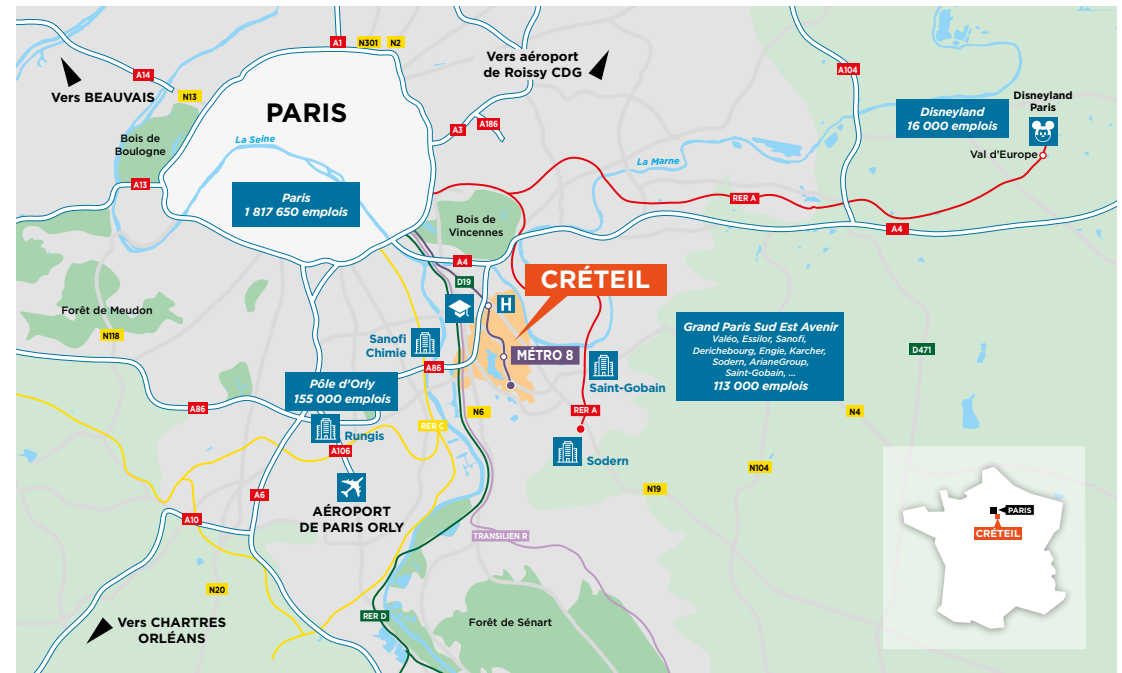 A1
N301
N2
Vers aéroport
de Roissy CDG
A14
Vers BEAUVAIS
N13
A104
Disneyland
Paris
Disneyland
16 000 emplois
PARIS
A3
A186
Bois de
Boulogne
La Seine
La Marne
Val d'Europe
A13
Paris
1 817 650 emplois
RER A
Bois de
Vincennes
A4
A4
D19
CRÉTEIL
H
Forêt de Meudon
N118
Sanofi
Chimie
MÉTRO 8
A86
Saint-Gobain
Grand Paris Sud Est Avenir
Valéo, Essilor, Sanofi,
Derichebourg, Engie, Karcher,
Sodern, ArianeGroup,
Saint-Gobain, ...
113 000 emplois
D471
Pôle d'Orly
155 000 emplois
A86
N6
RER A
N4
RER C
Rungis
A106
Sodern
N104
A6
N19
AÉROPORT
DE PARIS ORLY
A10
TRANSILIEN R
PARIS
CRÉTEIL
N20
RER D
Vers CHARTRES
ORLÉANS
Forêt de Sénart